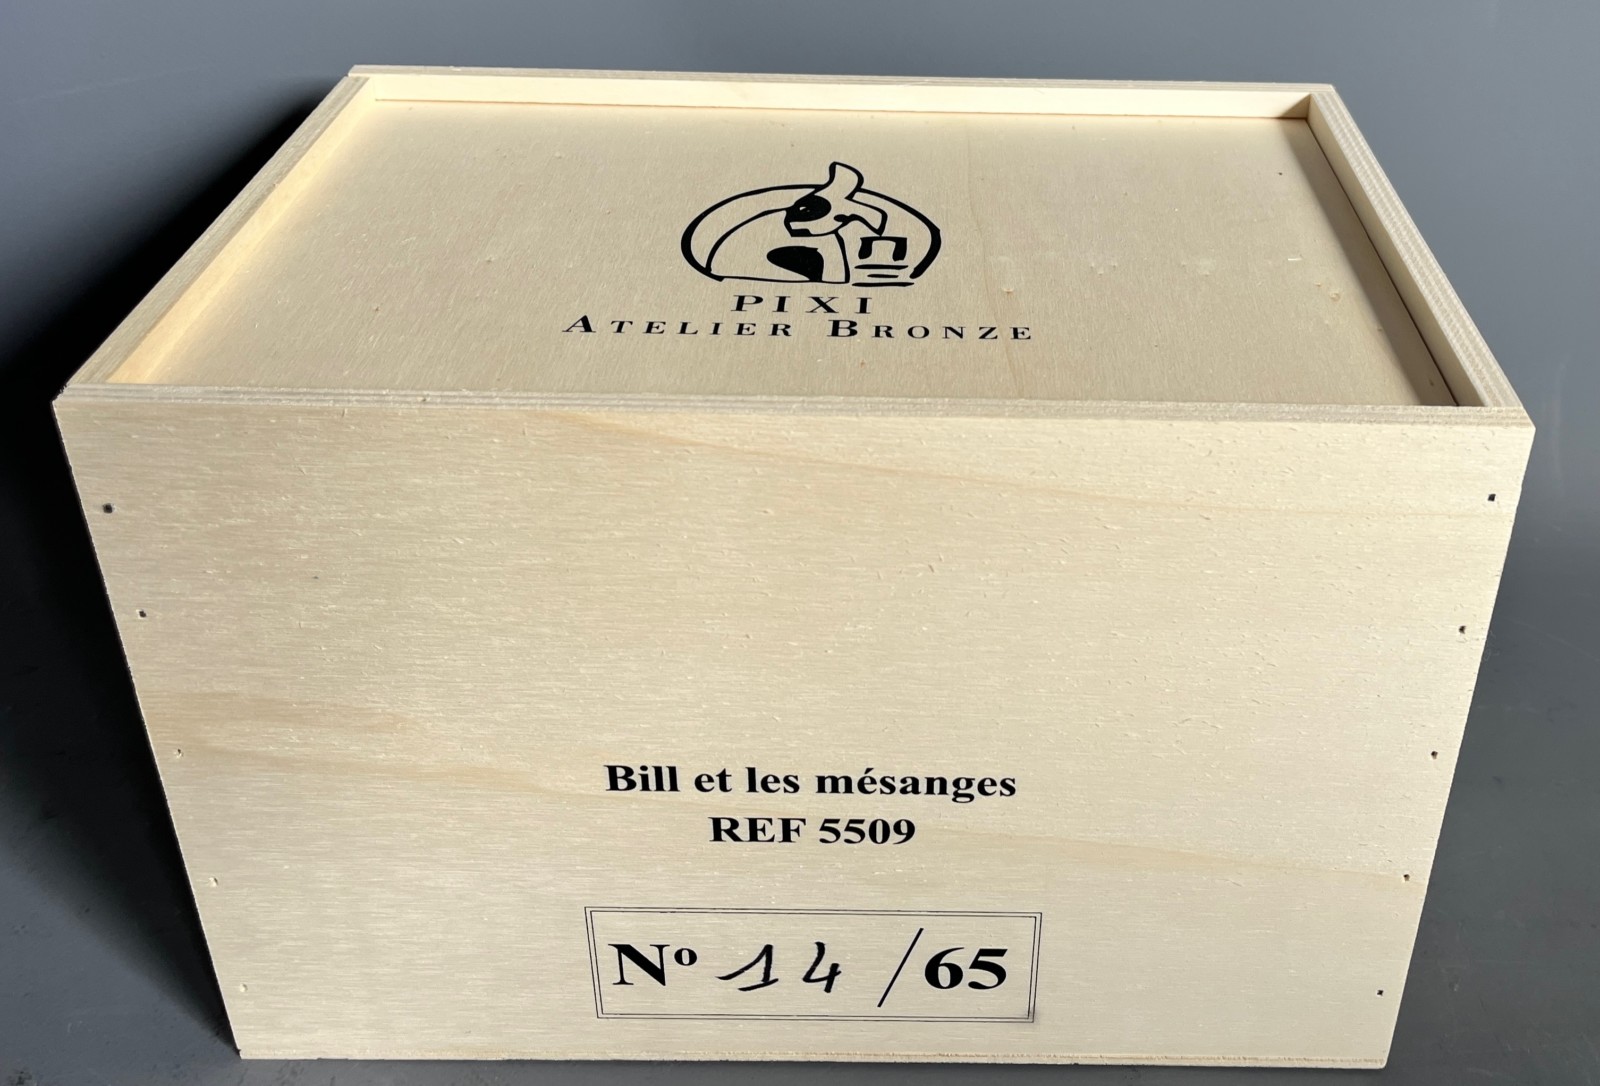 PIXI
ATELIER BRONZE
Bill et les mésanges
REF 5509
Nº 14 /65